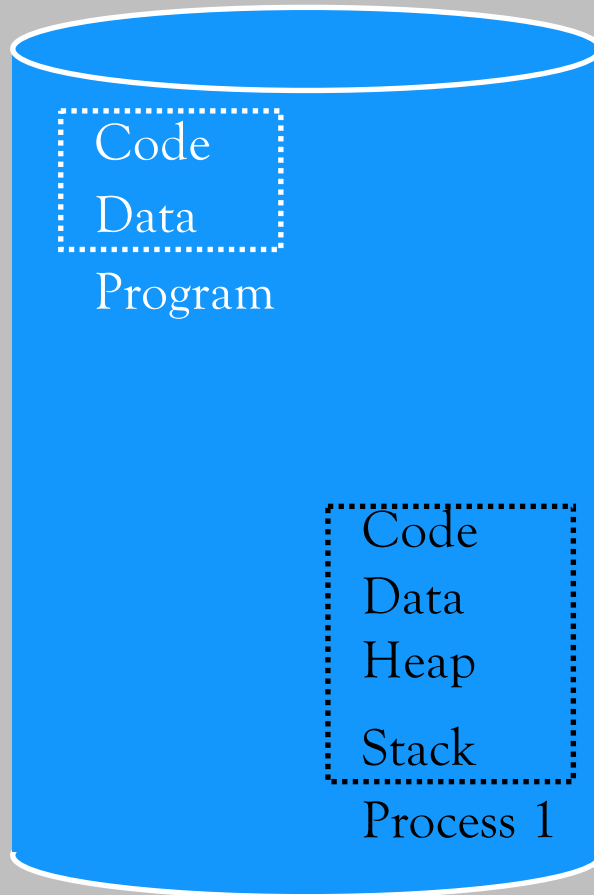 Code
Data
Program
Code
Data
Heap
Stack
Process 1